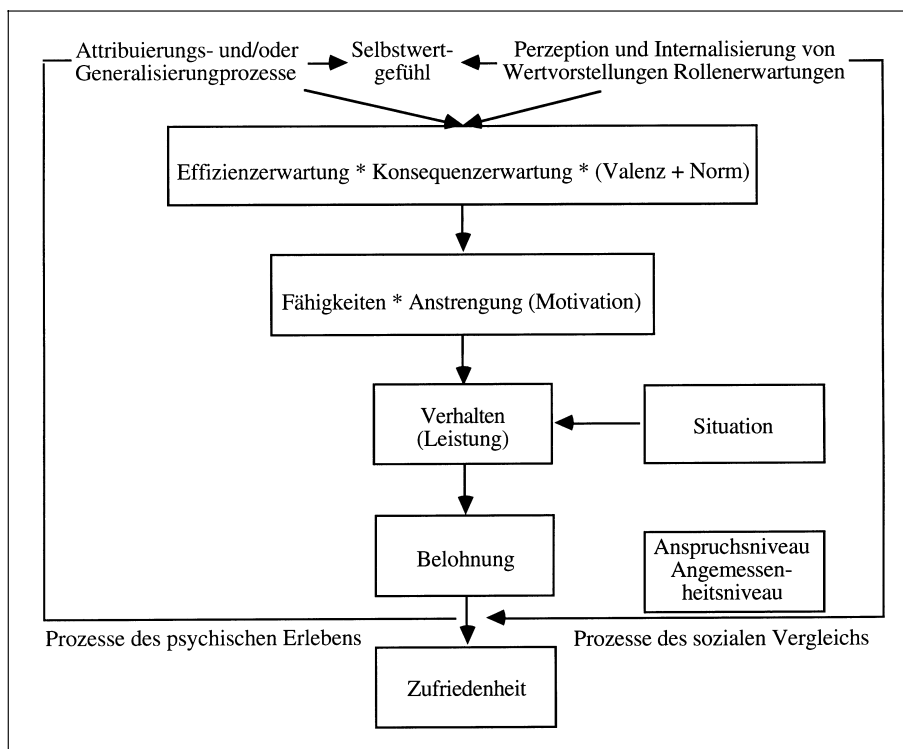 Attribuierungs- und/oder
Generalisierungprozesse
Selbstwert-
gefühl
Perzeption und Internalisierung von
Wertvorstellungen Rollenerwartungen
Effizienzerwartung * Konsequenzerwartung * (Valenz + Norm)
Fähigkeiten * Anstrengung (Motivation)
Verhalten
(Leistung)
Situation
Belohnung
Anspruchsniveau
Angemessen-
heitsniveau
Prozesse des psychischen Erlebens
Prozesse des sozialen Vergleichs
Zufriedenheit